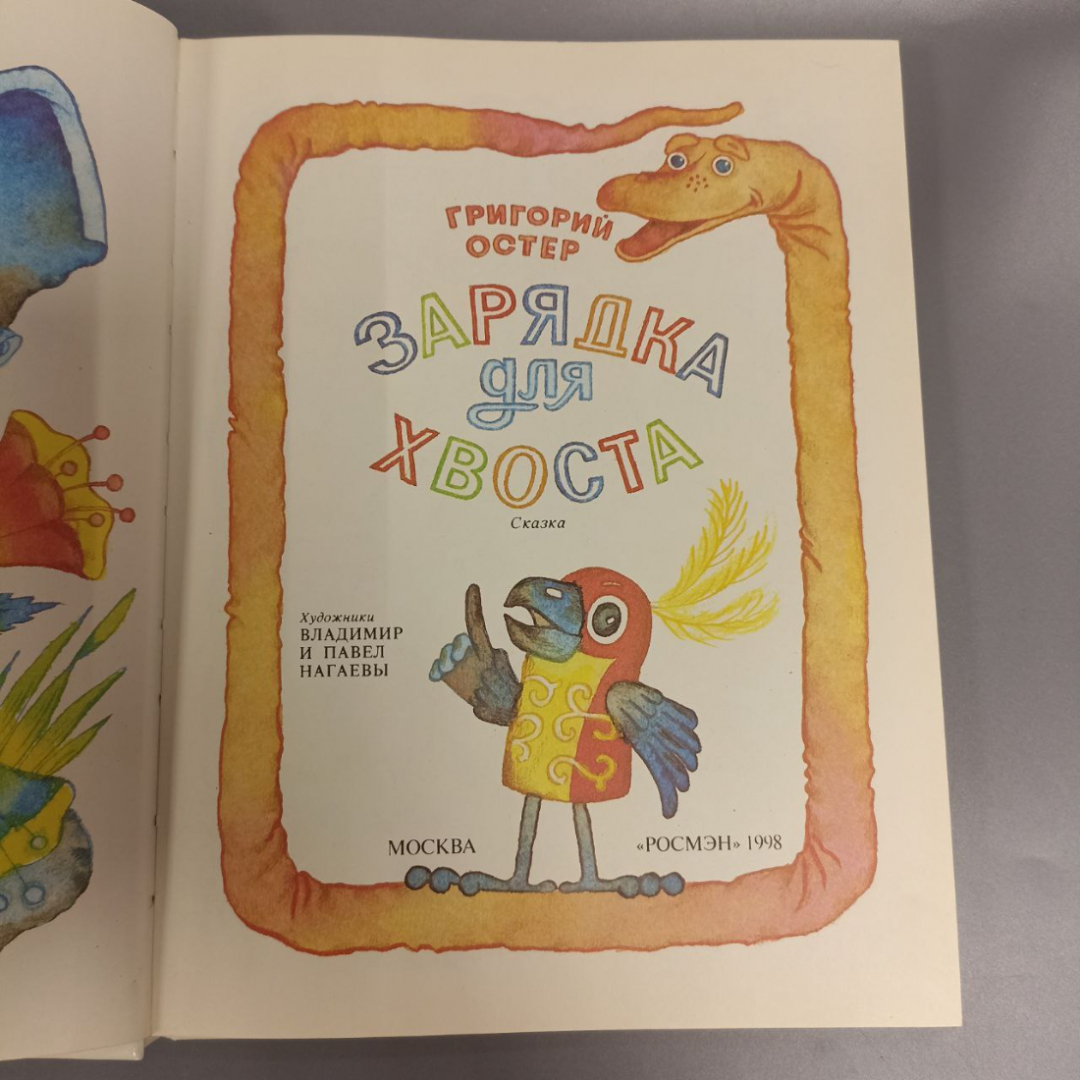 ГРИГОРИЙ
ОСТЕР
ЗАРЯДКА
для
ХВОСТА
Сказка
Художники
ВЛАДИМИР
И ПАВЕЛ
НАГАЕВЫ
МОСКВА «РОСМЭН» 1998